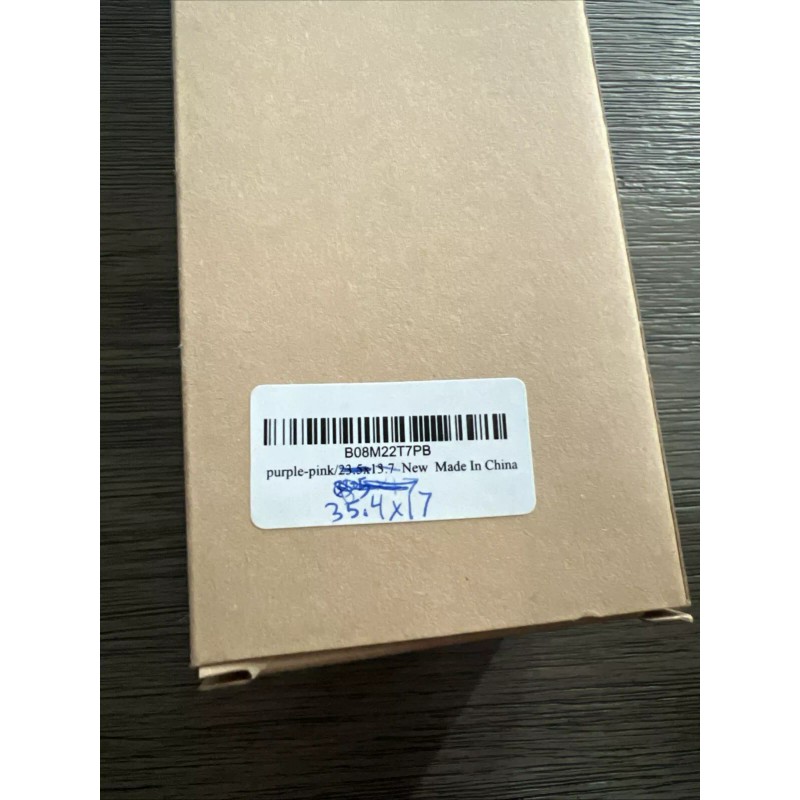 B08M22T7PB
purple-pink/23.5x13.7 New Made In China
35.4x17